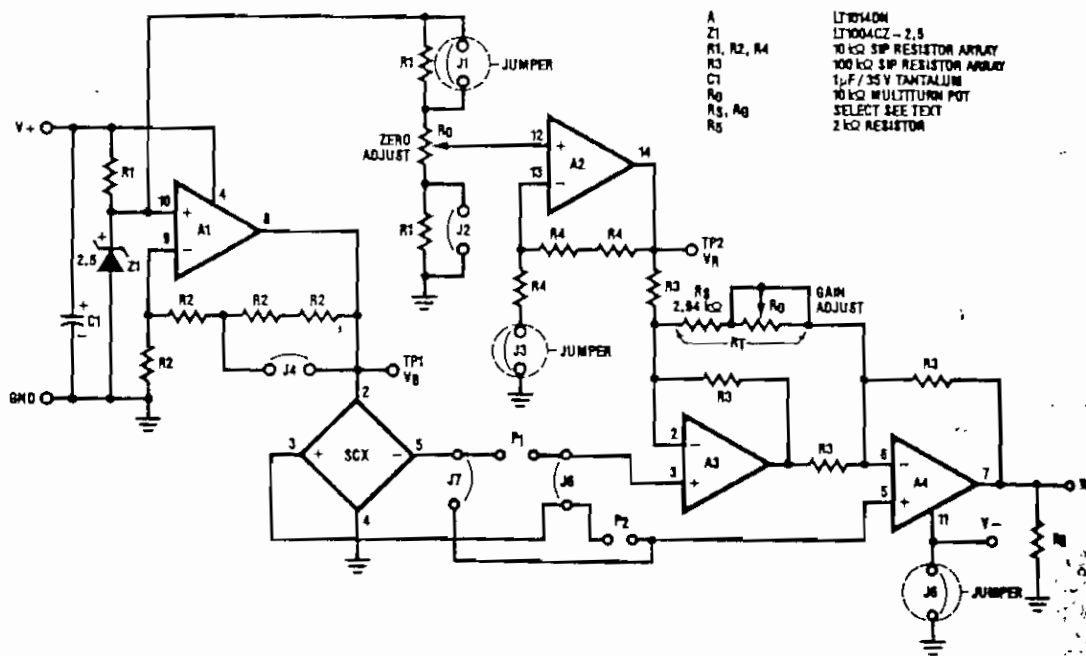 A LT1014DN
Z1 LT1004CZ-2,5
R1, R2, R4 10 kΩ SIP RESISTOR ARRAY
R3 100 kΩ SIP RESISTOR ARRAY
C1 1μF/35 V TANTALUM
R0 10 kΩ MULTITURN POT
RS, RG SELECT SEE TEXT
R5 2 kΩ RESISTOR
R1
J1
JUMPER
V+
ZERO ADJUST
R0
12
+
A2
14
13
−
R1
4
10
+
A1
8
9
−
2,5
+
Z1
C1
+
−
R1
J2
R4
R4
TP2
VR
R4
R3
RS
2,94 kΩ
RG
GAIN ADJUST
RT
R2
R2
R2
J4
TP1
VB
R2
GND
J3
JUMPER
R3
R3
2
3
+
SCX
−
5
4
J7
P1
J6
P2
2
−
A3
3
+
R3
6
−
A4
7
5
+
11
V−
J6
JUMPER